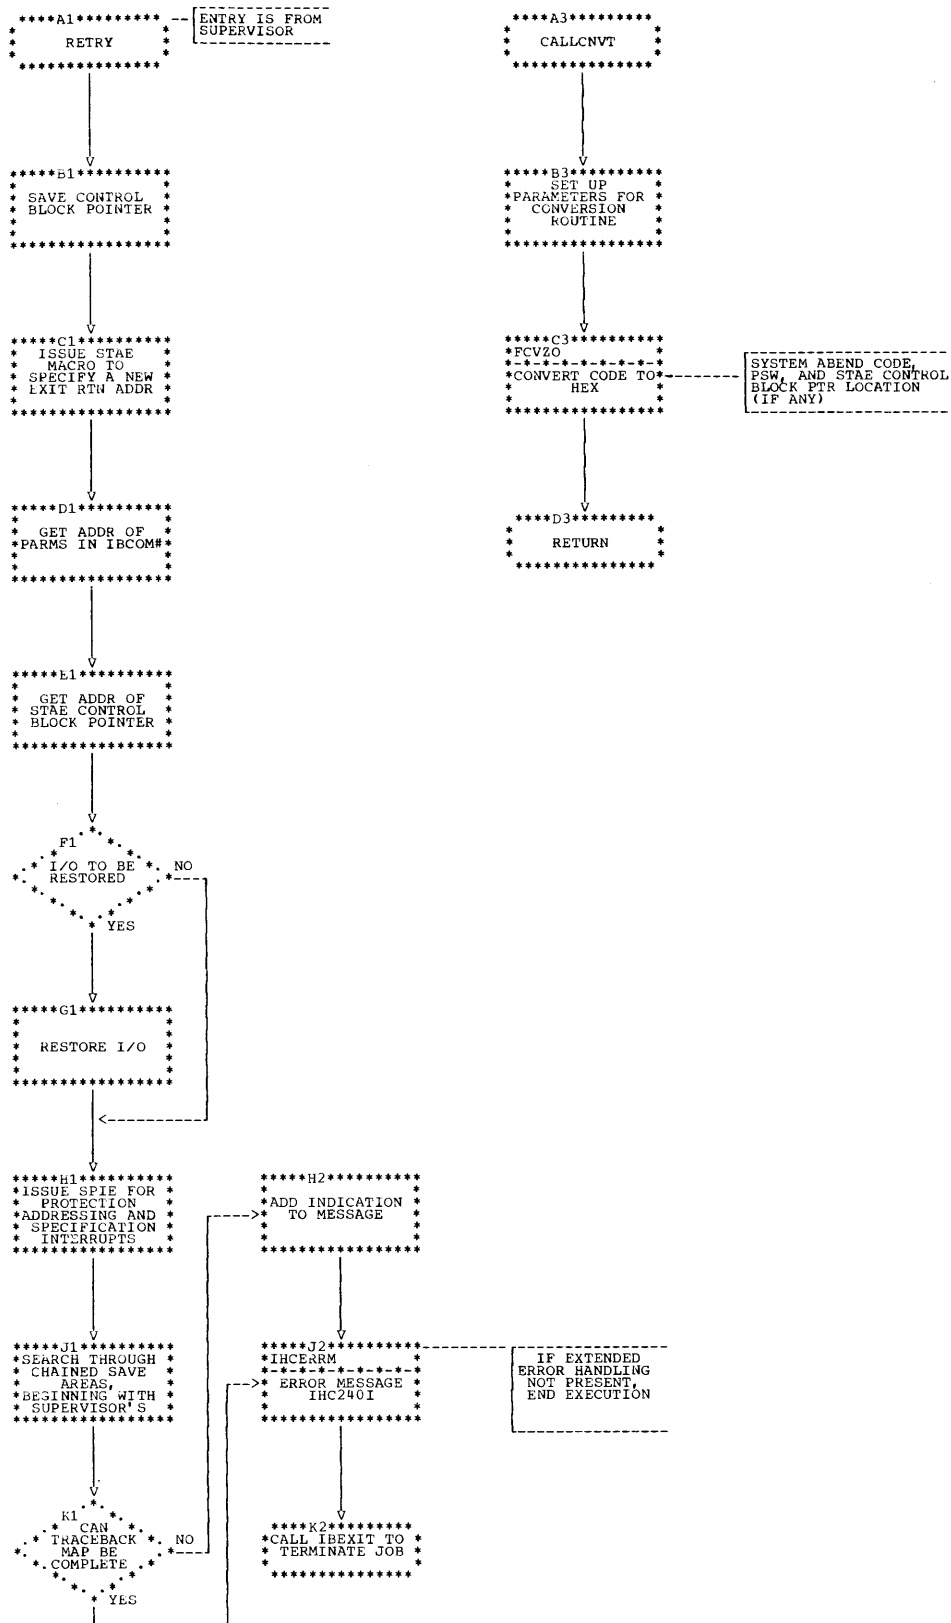 A1
RETRY
ENTRY IS FROM
SUPERVISOR
B1
SAVE CONTROL
BLOCK POINTER
C1
ISSUE STAE
MACRO TO
SPECIFY A NEW
EXIT RTN ADDR
D1
GET ADDR OF
PARMS IN IBCOM#
E1
GET ADDR OF
STAE CONTROL
BLOCK POINTER
F1
I/O TO BE
RESTORED
NO
YES
G1
RESTORE I/O
H1
ISSUE SPIE FOR
PROTECTION
ADDRESSING AND
SPECIFICATION
INTERRUPTS
J1
SEARCH THROUGH
CHAINED SAVE
AREAS,
BEGINNING WITH
SUPERVISOR'S
K1
CAN
TRACEBACK
MAP BE
COMPLETE
NO
YES
H2
ADD INDICATION
TO MESSAGE
J2
IHCERRM
ERROR MESSAGE
IHC240I
IF EXTENDED
ERROR HANDLING
NOT PRESENT,
END EXECUTION
K2
CALL IBEXIT TO
TERMINATE JOB
A3
CALLCNVT
B3
SET UP
PARAMETERS FOR
CONVERSION
ROUTINE
C3
FCVZO
CONVERT CODE TO
HEX
SYSTEM ABEND CODE,
PSW, AND STAE CONTROL
BLOCK PTR LOCATION
(IF ANY)
D3
RETURN